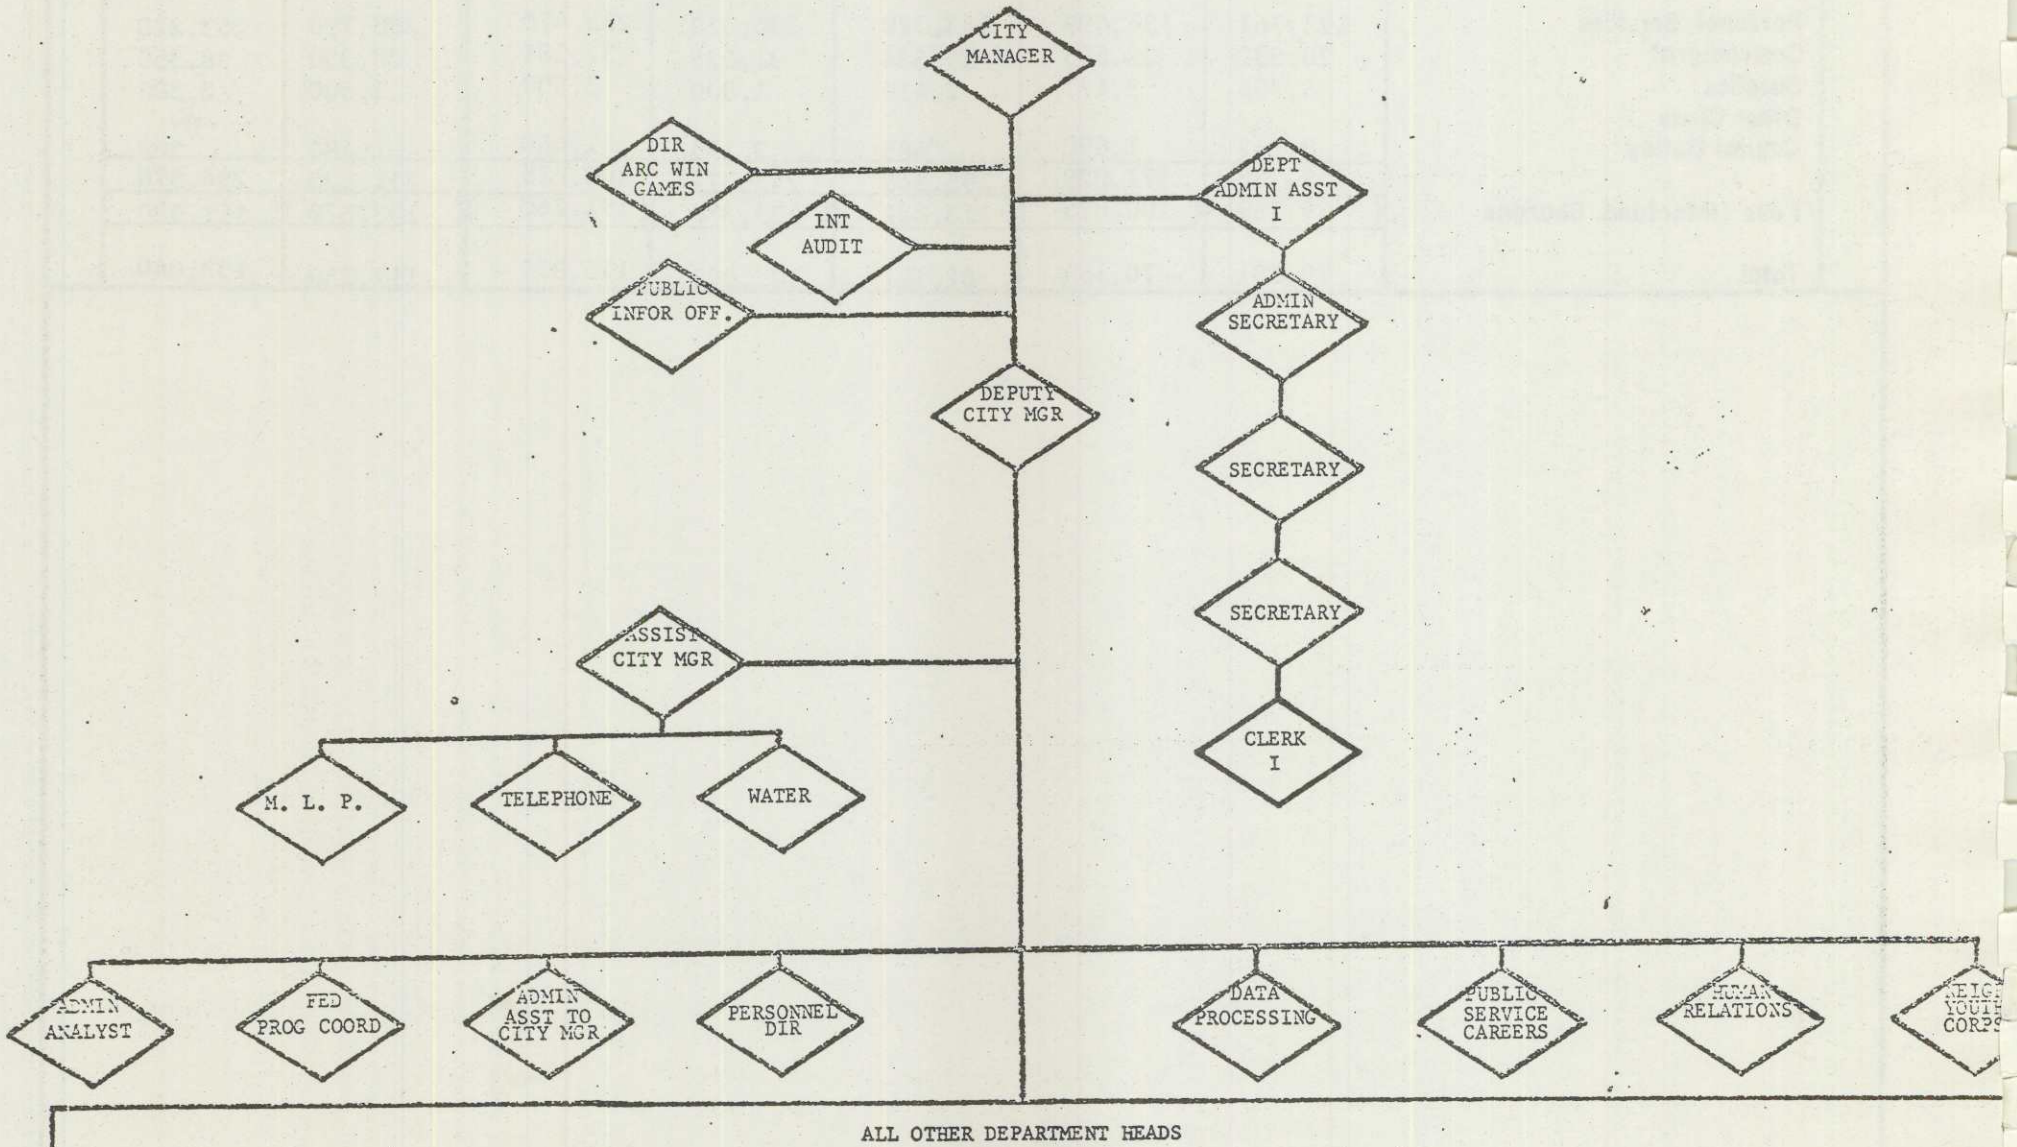 CITY
MANAGER
DIR
ARC WIN
GAMES
DEPT
ADMIN ASST
I
INT
AUDIT
PUBLIC
INFOR OFF.
ADMIN
SECRETARY
DEPUTY
CITY MGR
SECRETARY
SECRETARY
ASSIST
CITY MGR
CLERK
I
M. L. P.
TELEPHONE
WATER
ADMIN
ANALYST
FED
PROG COORD
ADMIN
ASST TO
CITY MGR
PERSONNEL
DIR
DATA
PROCESSING
PUBLIC
SERVICE
CAREERS
HUMAN
RELATIONS
NEIG
YOUTH
CORPS
ALL OTHER DEPARTMENT HEADS